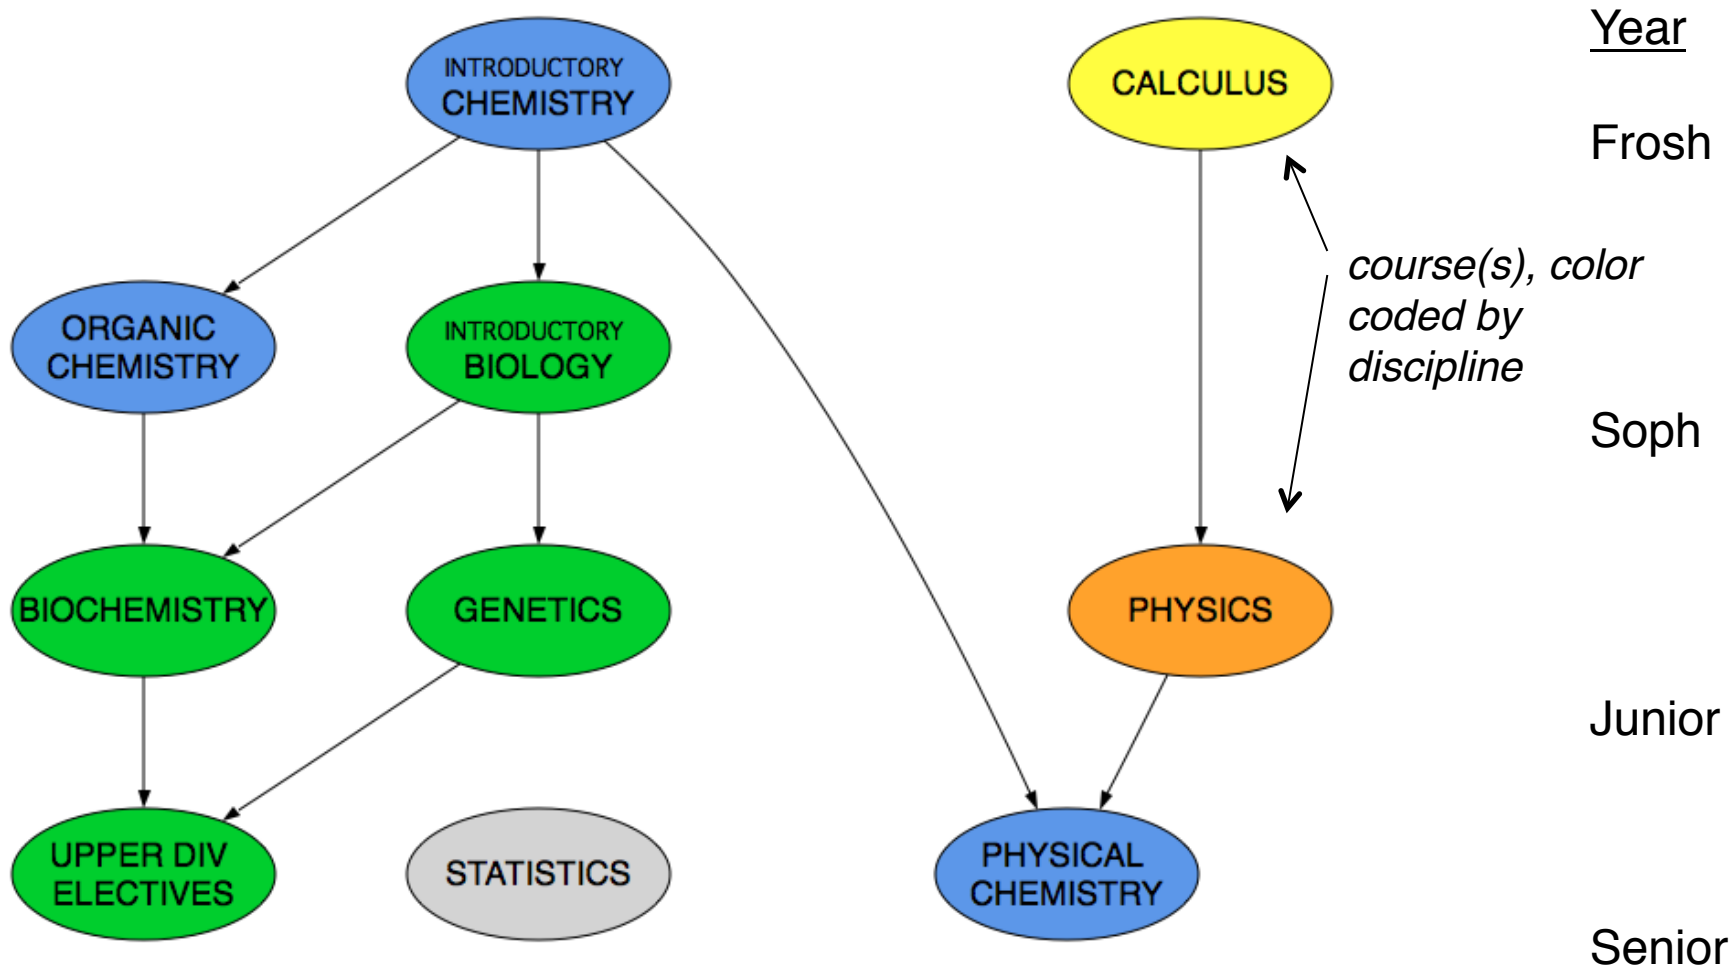 INTRODUCTORY
CHEMISTRY
CALCULUS
Year
Frosh
course(s), color
coded by
discipline
ORGANIC
CHEMISTRY
INTRODUCTORY
BIOLOGY
Soph
BIOCHEMISTRY
GENETICS
PHYSICS
Junior
UPPER DIV
ELECTIVES
STATISTICS
PHYSICAL
CHEMISTRY
Senior